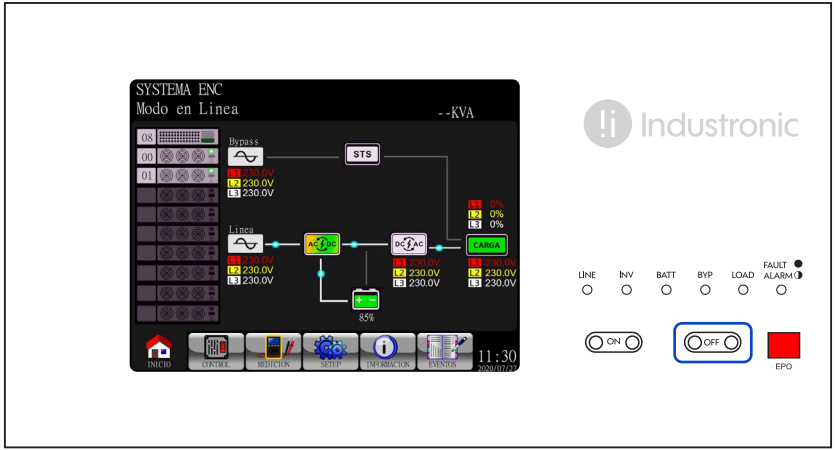 SYSTEMA ENC
Modo en Linea
--KVA
Industronic
08
00
01
Bypass
STS
L1 230.0V
L2 230.0V
L3 230.0V
L1 0%
L2 0%
L3 0%
Linea
AC DC
DC AC
CARGA
L1 230.0V
L2 230.0V
L3 230.0V
L1 230.0V
L2 230.0V
L3 230.0V
L1 230.0V
L2 230.0V
L3 230.0V
85%
INICIO
CONTROL
MEDICION
SETUP
INFORMACION
EVENTOS
11:30
2020/07/27
LINE
INV
BATT
BYP
LOAD
FAULT
ALARM
ON
OFF
EPO